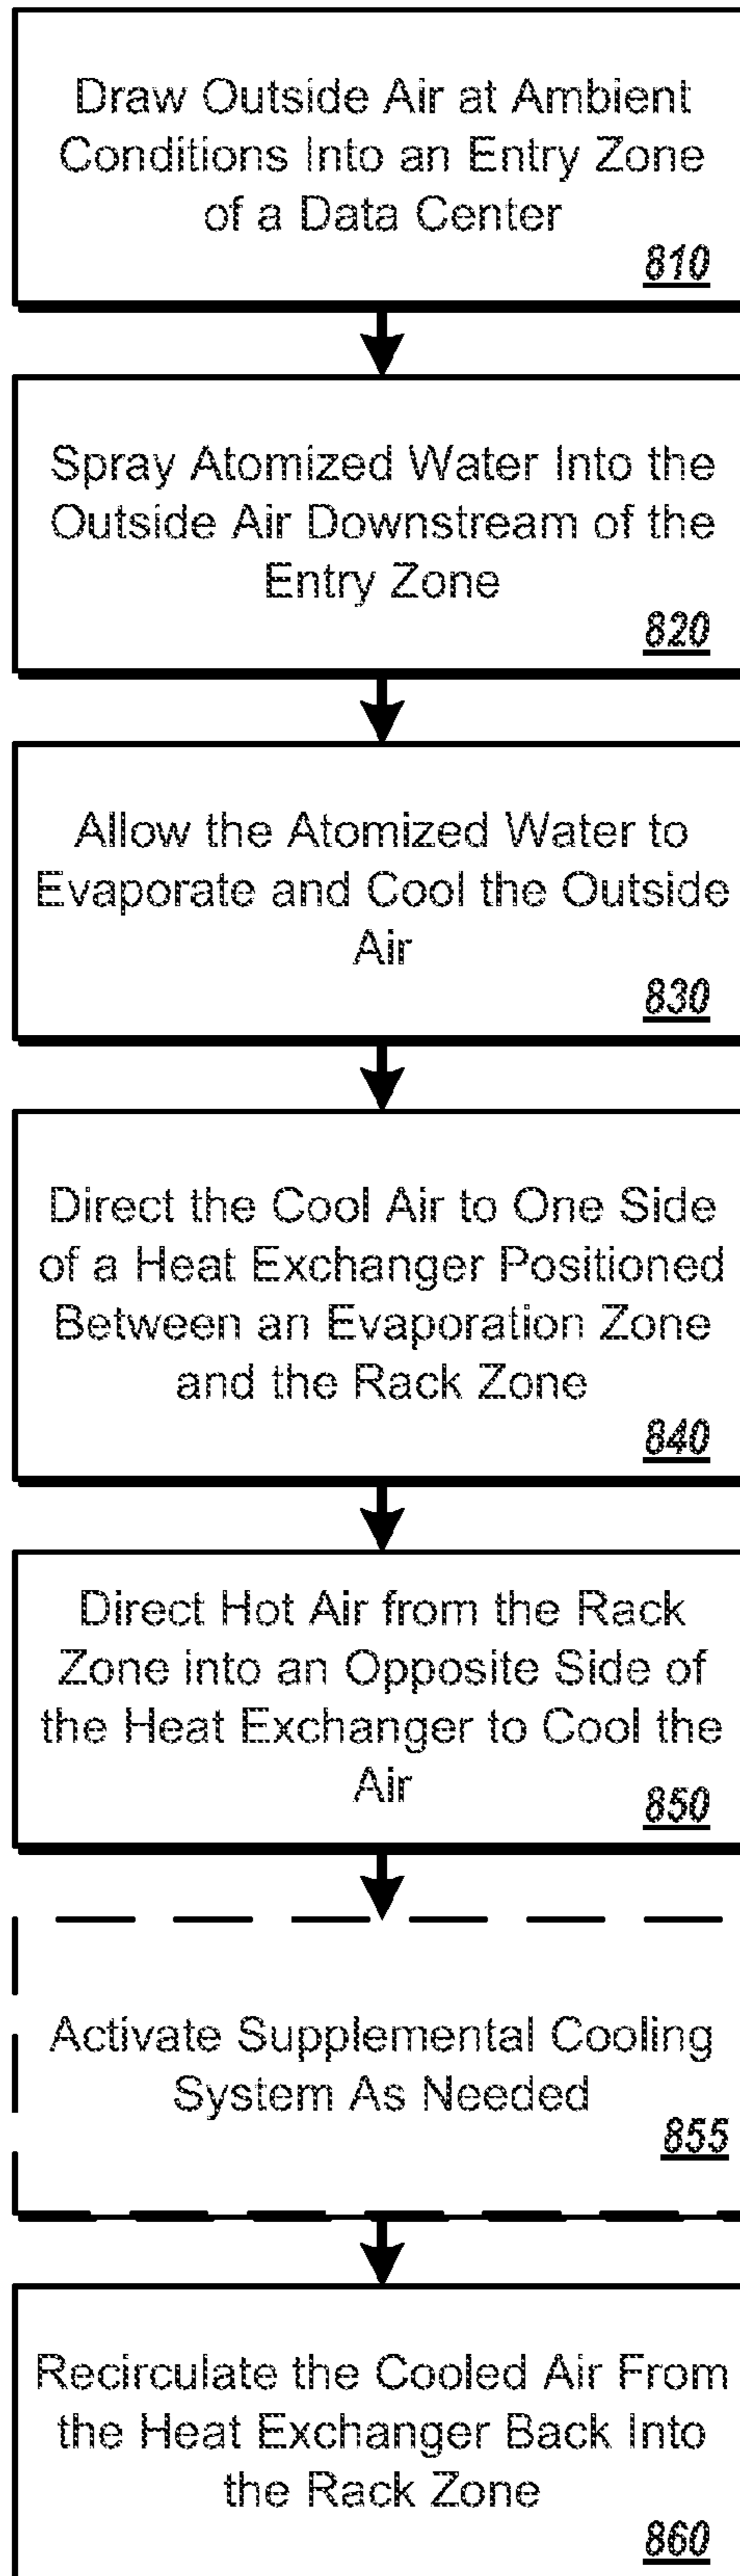 Draw Outside Air at Ambient
Conditions Into an Entry Zone
of a Data Center
810
Spray Atomized Water Into the
Outside Air Downstream of the
Entry Zone
820
Allow the Atomized Water to
Evaporate and Cool the Outside
Air
830
Direct the Cool Air to One Side
of a Heat Exchanger Positioned
Between an Evaporation Zone
and the Rack Zone
840
Direct Hot Air from the Rack
Zone into an Opposite Side of
the Heat Exchanger to Cool the
Air
850
Activate Supplemental Cooling
System As Needed
855
Recirculate the Cooled Air From
the Heat Exchanger Back Into
the Rack Zone
860